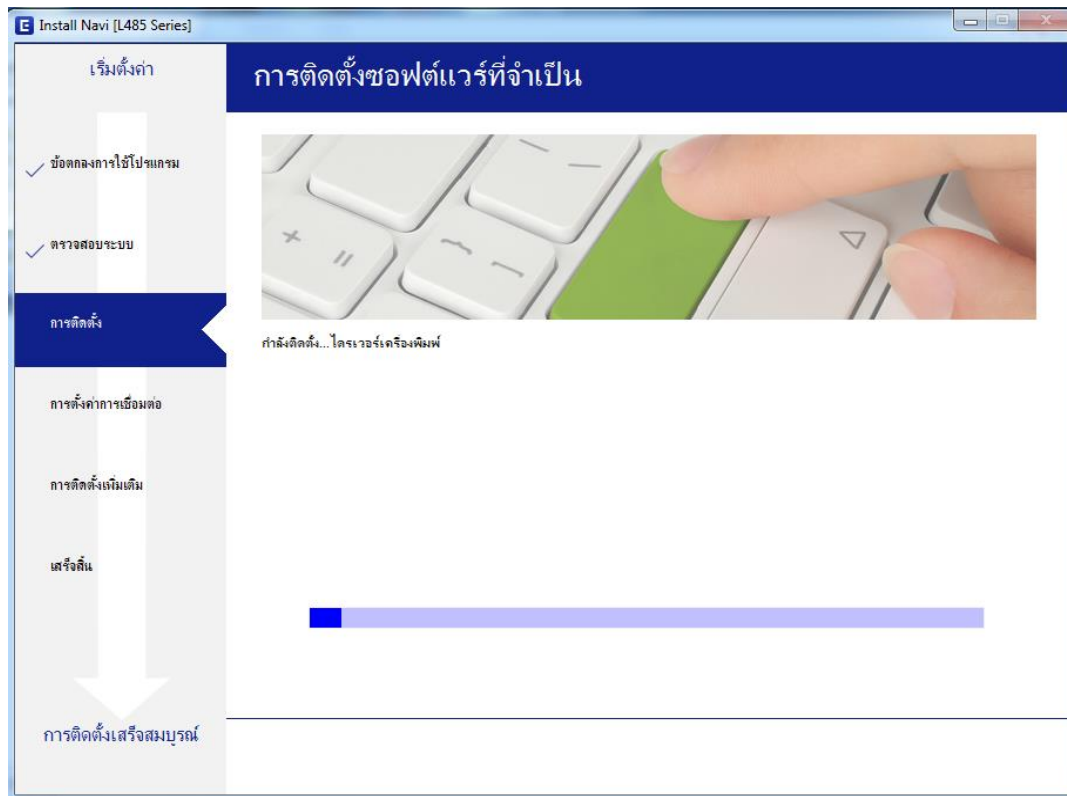 Install Navi [L485 Series]
เริ่มตั้งค่า
การติดตั้งซอฟต์แวร์ที่จำเป็น
ข้อตกลงการใช้โปรแกรม
ตรวจสอบระบบ
การติดตั้ง
กำลังติดตั้ง...ไดรเวอร์เครื่องพิมพ์
การตั้งค่าการเชื่อมต่อ
การติดตั้งเพิ่มเติม
เสร็จสิ้น
การติดตั้งเสร็จสมบูรณ์